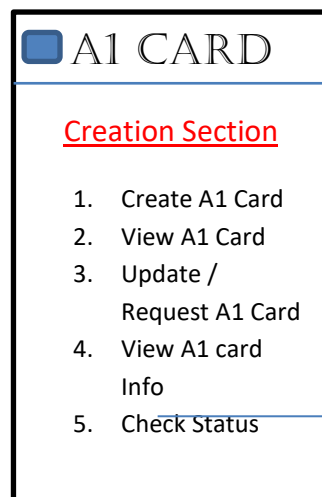 A1 CARD
Creation Section
1. Create A1 Card
2. View A1 Card
3. Update /
Request A1 Card
4. View A1 card
Info
5. Check Status